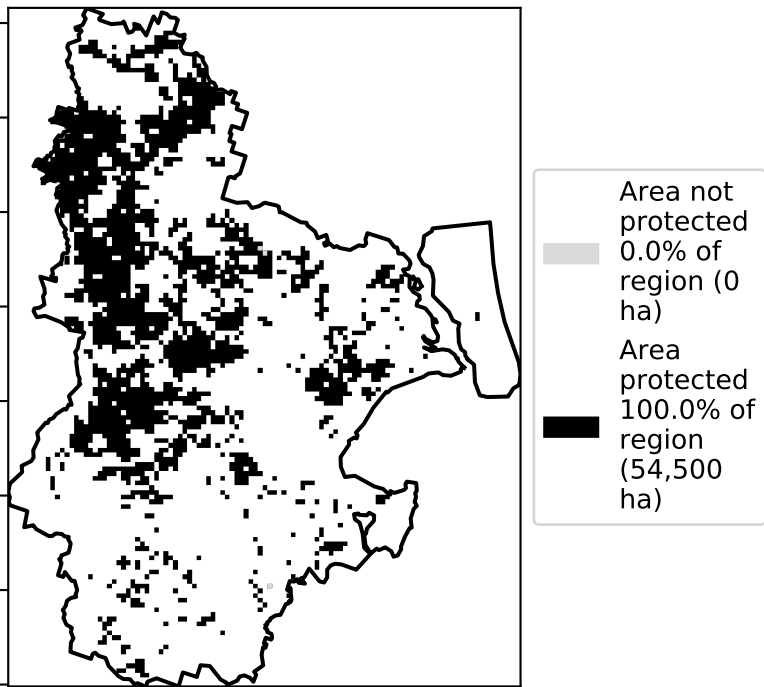 Area not
protected
0.0% of
region (0
ha)
Area
protected
100.0% of
region
(54,500
ha)